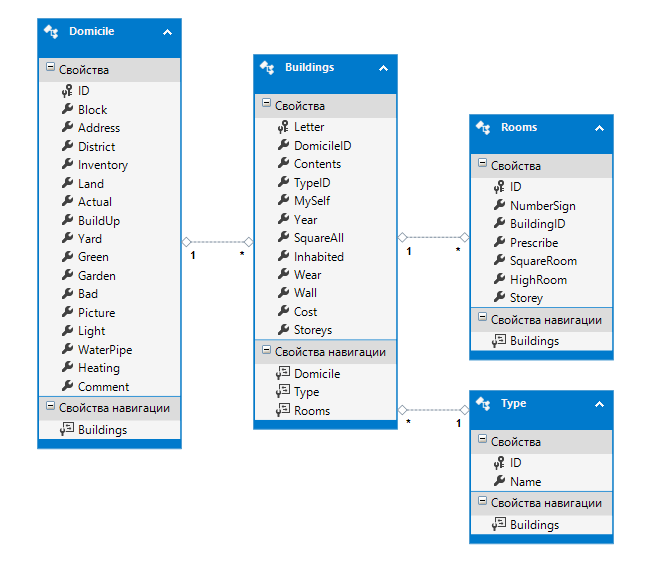 Domicile
Свойства
ID
Block
Address
District
Inventory
Land
Actual
BuildUp
Yard
Green
Garden
Bad
Picture
Light
WaterPipe
Heating
Comment
Свойства навигации
Buildings
1
*
Buildings
Свойства
Letter
DomicileID
Contents
TypeID
MySelf
Year
SquareAll
Inhabited
Wear
Wall
Cost
Storeys
Свойства навигации
Domicile
Type
Rooms
1
*
*
1
Rooms
Свойства
ID
NumberSign
BuildingID
Prescribe
SquareRoom
HighRoom
Storey
Свойства навигации
Buildings
Type
Свойства
ID
Name
Свойства навигации
Buildings